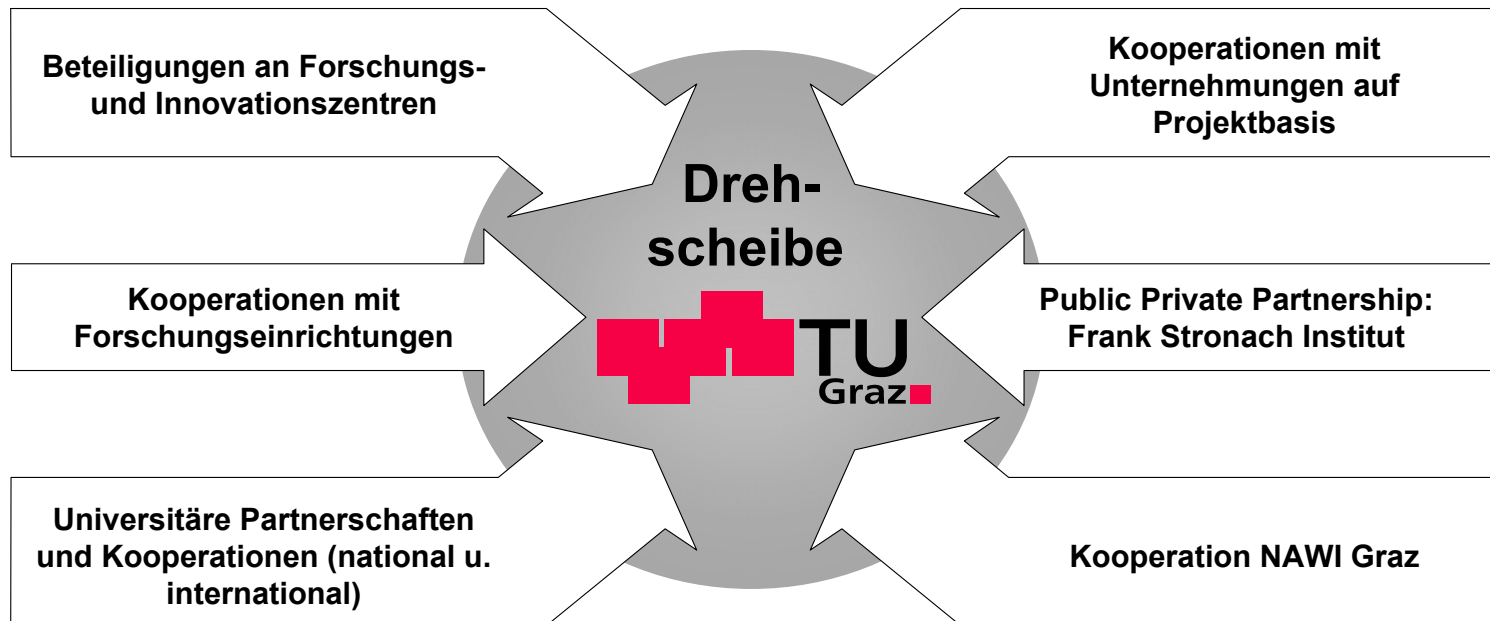 Beteiligungen an Forschungs-
und Innovationszentren
Kooperationen mit
Unternehmungen auf
Projektbasis
Dreh-
scheibe
TU
Graz
Kooperationen mit
Forschungseinrichtungen
Public Private Partnership:
Frank Stronach Institut
Universitäre Partnerschaften
und Kooperationen (national u.
international)
Kooperation NAWI Graz